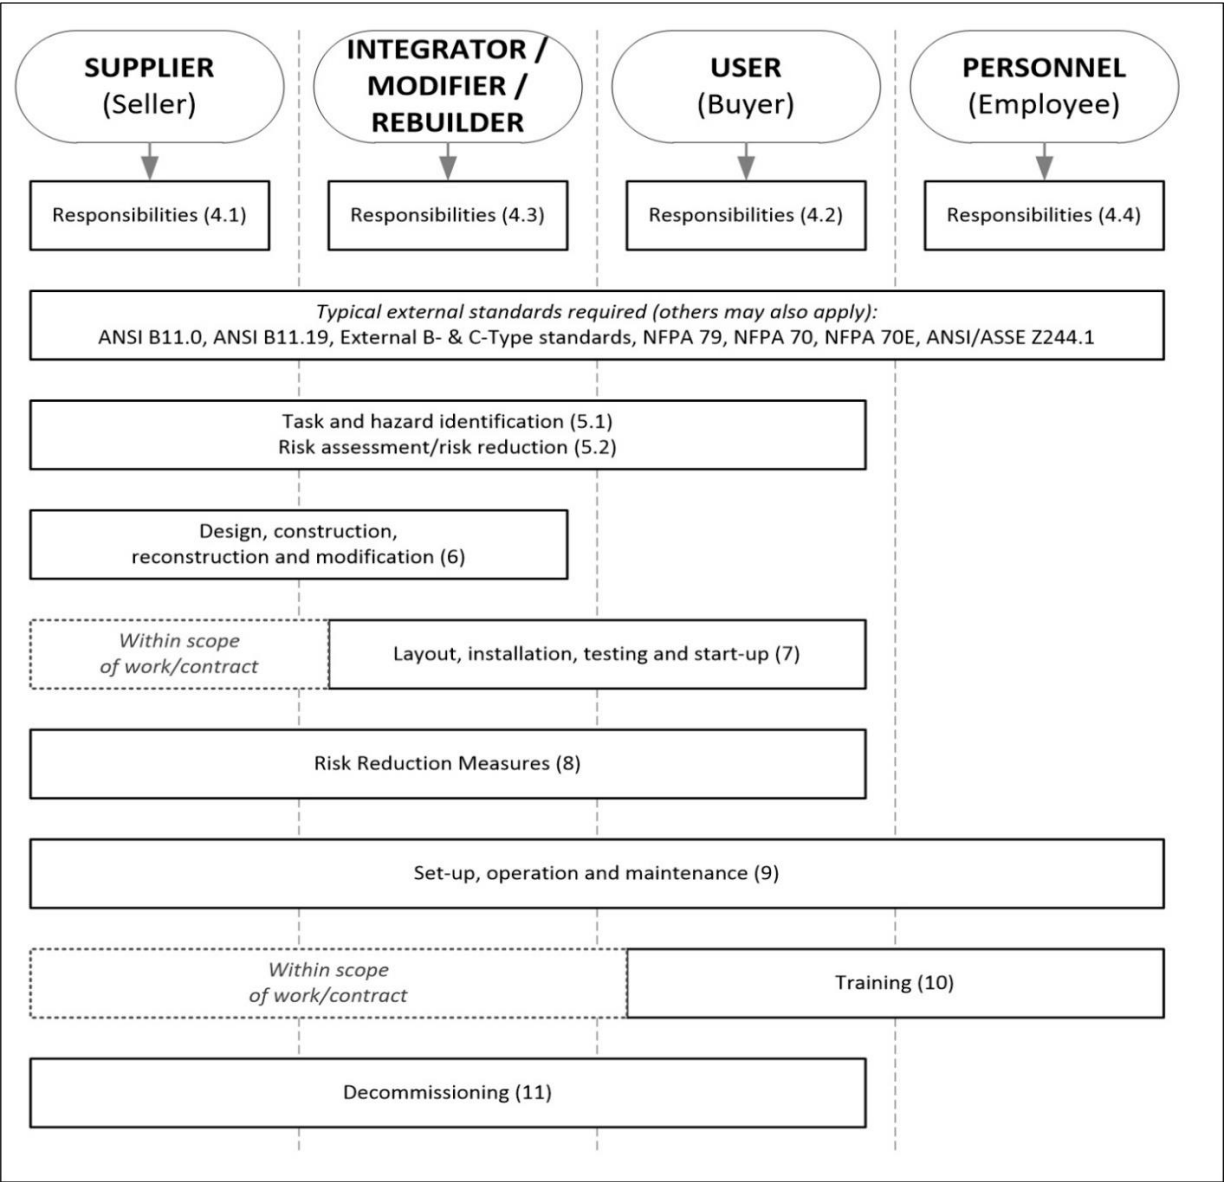 SUPPLIER
(Seller)
INTEGRATOR /
MODIFIER /
REBUILDER
USER
(Buyer)
PERSONNEL
(Employee)
Responsibilities (4.1)
Responsibilities (4.3)
Responsibilities (4.2)
Responsibilities (4.4)
Typical external standards required (others may also apply):
ANSI B11.0, ANSI B11.19, External B- & C-Type standards, NFPA 79, NFPA 70, NFPA 70E, ANSI/ASSE Z244.1
Task and hazard identification (5.1)
Risk assessment/risk reduction (5.2)
Design, construction,
reconstruction and modification (6)
Within scope
of work/contract
Layout, installation, testing and start-up (7)
Risk Reduction Measures (8)
Set-up, operation and maintenance (9)
Within scope
of work/contract
Training (10)
Decommissioning (11)